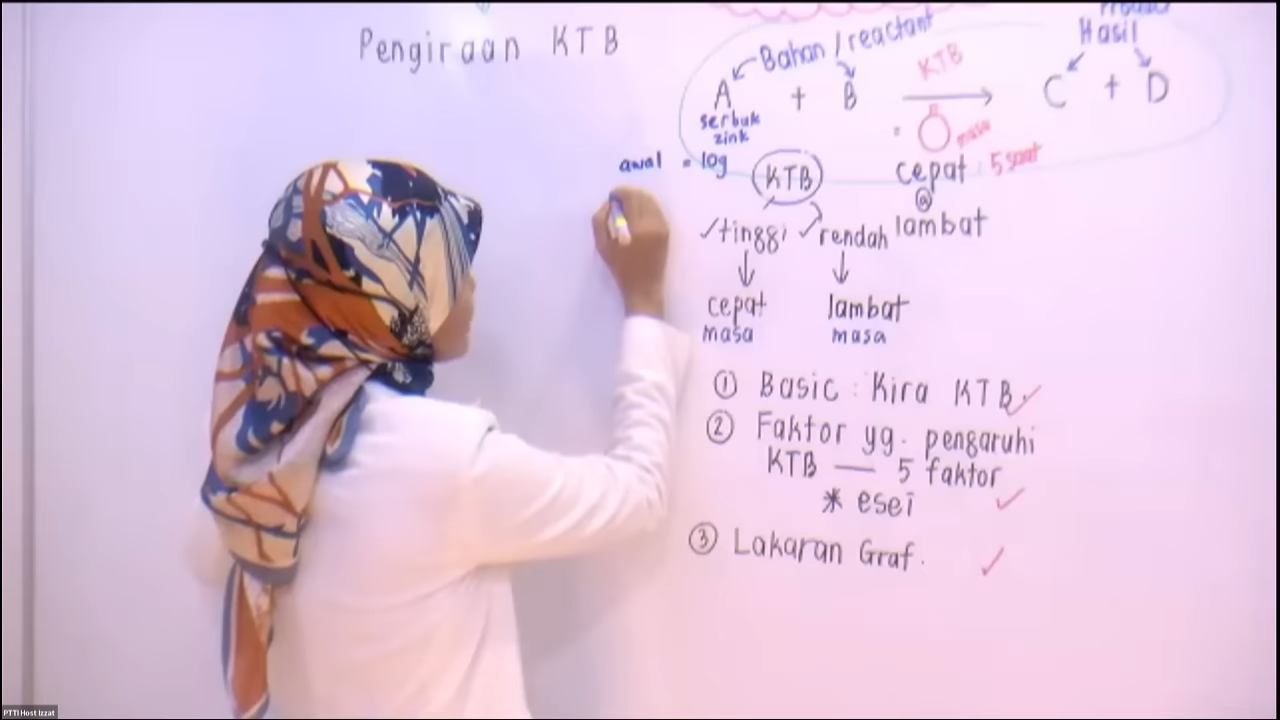 Pengiraan KTB
Produk
Hasil
Bahan / reactant
KTB
A + B → C + D
serbuk
zink
= masa
awal = 10g
KTB
cepat : 5 saat
@
lambat
✓tinggi ✓rendah
↓ ↓
cepat lambat
masa masa
① Basic : Kira KTB ✓
② Faktor yg. pengaruhi
KTB — 5 faktor
* esei ✓
③ Lakaran Graf. ✓
PTTI Host Izzat